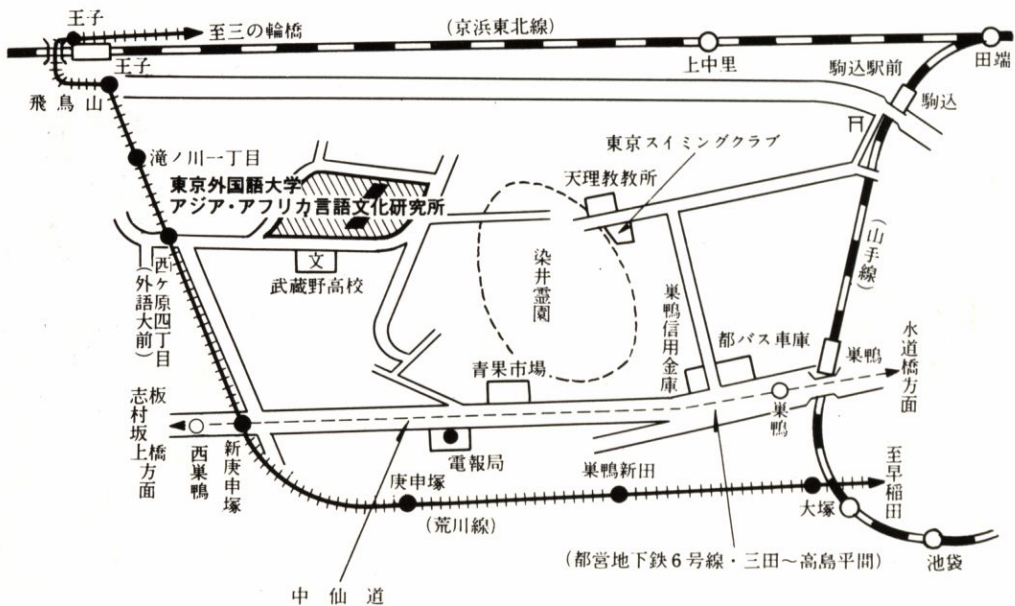 王子
至三の輪橋
(京浜東北線)
王子
上中里
田端
駒込駅前
駒込
飛鳥山
滝ノ川一丁目
東京スイミングクラブ
天理教教所
東京外国語大学
アジア・アフリカ言語文化研究所
文
武蔵野高校
西ヶ原四丁目
(外語大前)
染井霊園
(山手線)
巣鴨信用金庫
都バス車庫
巣鴨
水道橋方面
青果市場
巣鴨
志村坂上
板橋方面
西巣鴨
新庚申塚
電報局
庚申塚
巣鴨新田
大塚
至早稲田
(荒川線)
(都営地下鉄6号線・三田～高島平間)
池袋
中仙道